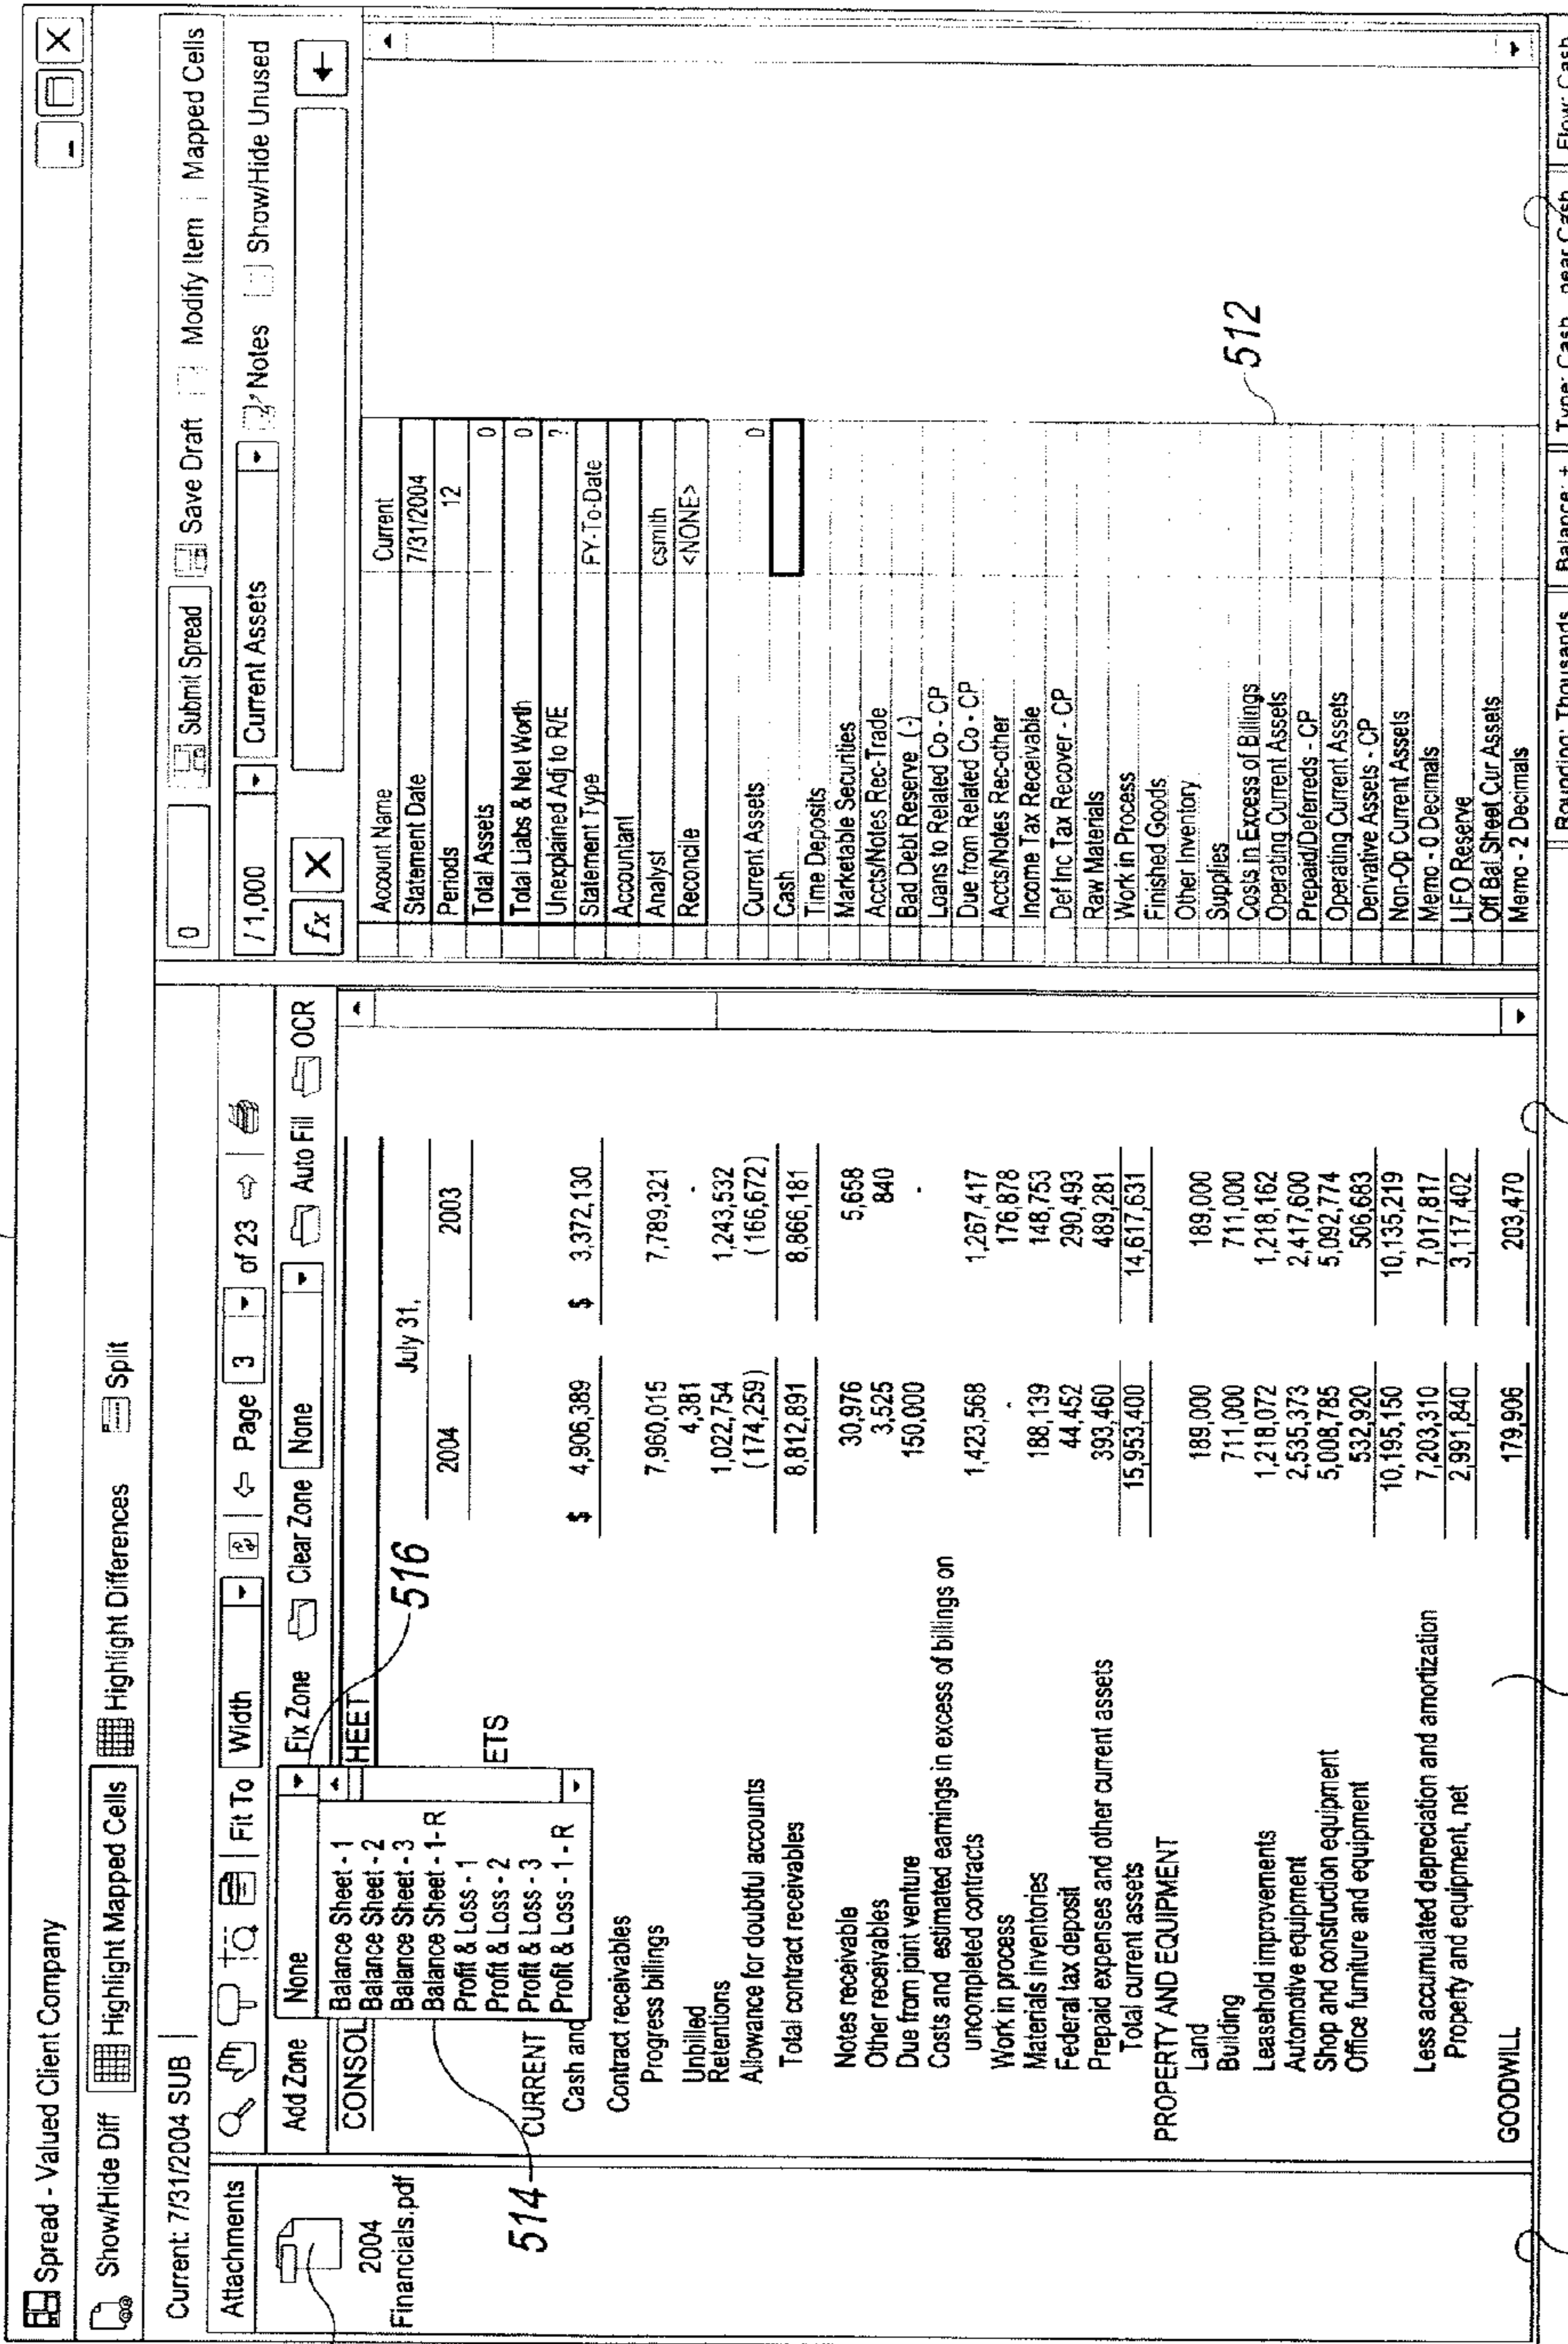 Spread - Valued Client Company
Show/Hide Diff Highlight Mapped Cells Highlight Differences Split
Current: 7/31/2004 SUB
Attachments
2004
Financials.pdf
514
Fit To Width Page 3 of 23
Add Zone None Fix Zone Clear Zone None Auto Fill OCR
Balance Sheet - 1
Balance Sheet - 2
Balance Sheet - 3
Balance Sheet - 1- R
Profit & Loss - 1
Profit & Loss - 2
Profit & Loss - 3
Profit & Loss - 1 - R
516
CONSOL HEET
July 31,
2004 2003
CURRENT ETS
Cash and $ 4,906,389 $ 3,372,130
Contract receivables
Progress billings 7,960,015 7,789,321
Unbilled 4,381 -
Retentions 1,022,754 1,243,532
Allowance for doubtful accounts (174,259) (166,672)
Total contract receivables 8,812,891 8,866,181
Notes receivable 30,976 5,658
Other receivables 3,525 840
Due from joint venture 150,000 -
Costs and estimated earnings in excess of billings on
uncompleted contracts 1,423,568 1,267,417
Work in process - 176,878
Materials inventories 188,139 148,753
Federal tax deposit 44,452 290,493
Prepaid expenses and other current assets 393,460 489,281
Total current assets 15,953,400 14,617,631
PROPERTY AND EQUIPMENT
Land 189,000 189,000
Building 711,000 711,000
Leasehold improvements 1,218,072 1,218,162
Automotive equipment 2,535,373 2,417,600
Shop and construction equipment 5,008,785 5,092,774
Office furniture and equipment 532,920 506,683
10,195,150 10,135,219
Less accumulated depreciation and amortization 7,203,310 7,017,817
Property and equipment, net 2,991,840 3,117,402
GOODWILL 179,906 203,470
0 Submit Spread Save Draft Modify Item Mapped Cells
/ 1,000 Current Assets Notes Show/Hide Unused
fx X
Account Name Current
Statement Date 7/31/2004
Periods 12
Total Assets 0
Total Liabs & Net Worth 0
Unexplained Adj to R/E ?
Statement Type FY-To-Date
Accountant
Analyst csmith
Reconcile <NONE>
Current Assets 0
Cash
Time Deposits
Marketable Securities
Accts/Notes Rec-Trade
Bad Debt Reserve (-)
Loans to Related Co - CP
Due from Related Co - CP
Accts/Notes Rec-other
Income Tax Receivable
Def Inc Tax Recover - CP
Raw Materials
Work in Process
Finished Goods
Other Inventory
Supplies
Costs in Excess of Billings
Operating Current Assets
Prepaid/Deferreds - CP
Operating Current Assets
Derivative Assets - CP
Non-Op Current Assets
Memo - 0 Decimals
LIFO Reserve
Off Bal Sheet Cur Assets
Memo - 2 Decimals
512
Rounding: Thousands Balance: + Type: Cash, near Cash Flow: Cash